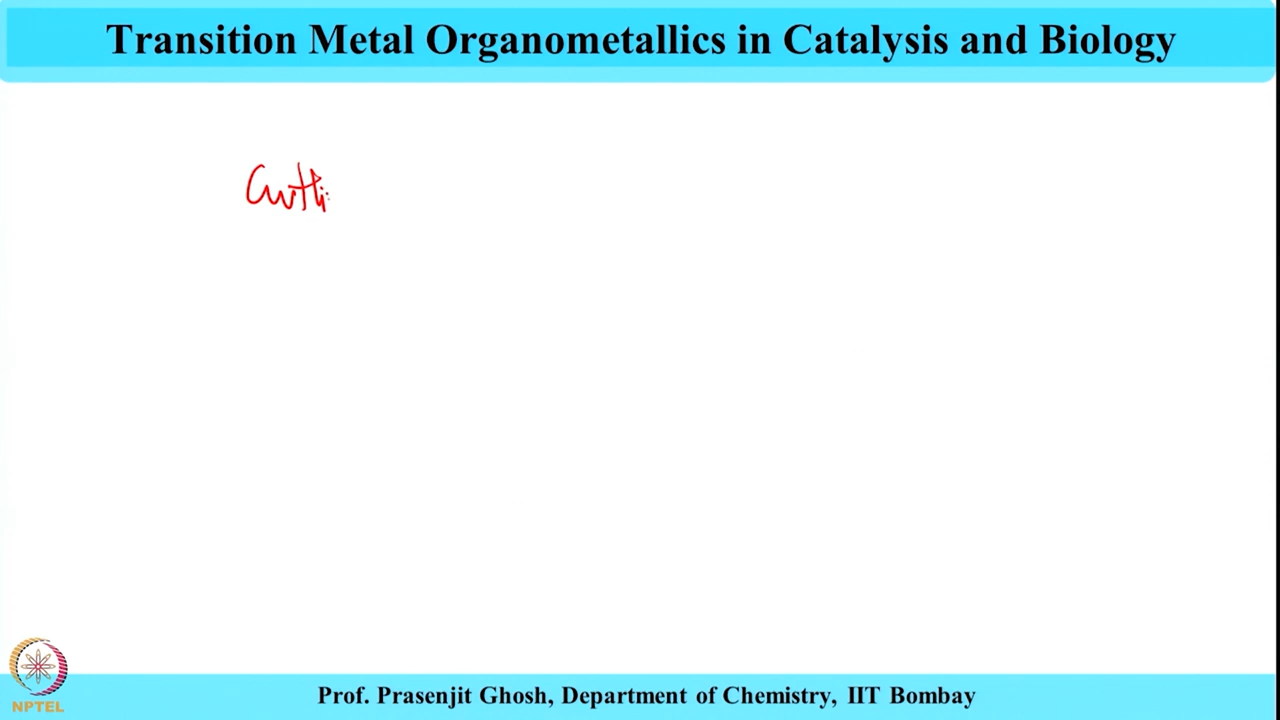 Transition Metal Organometallics in Catalysis and Biology
NPTEL
Prof. Prasenjit Ghosh, Department of Chemistry, IIT Bombay